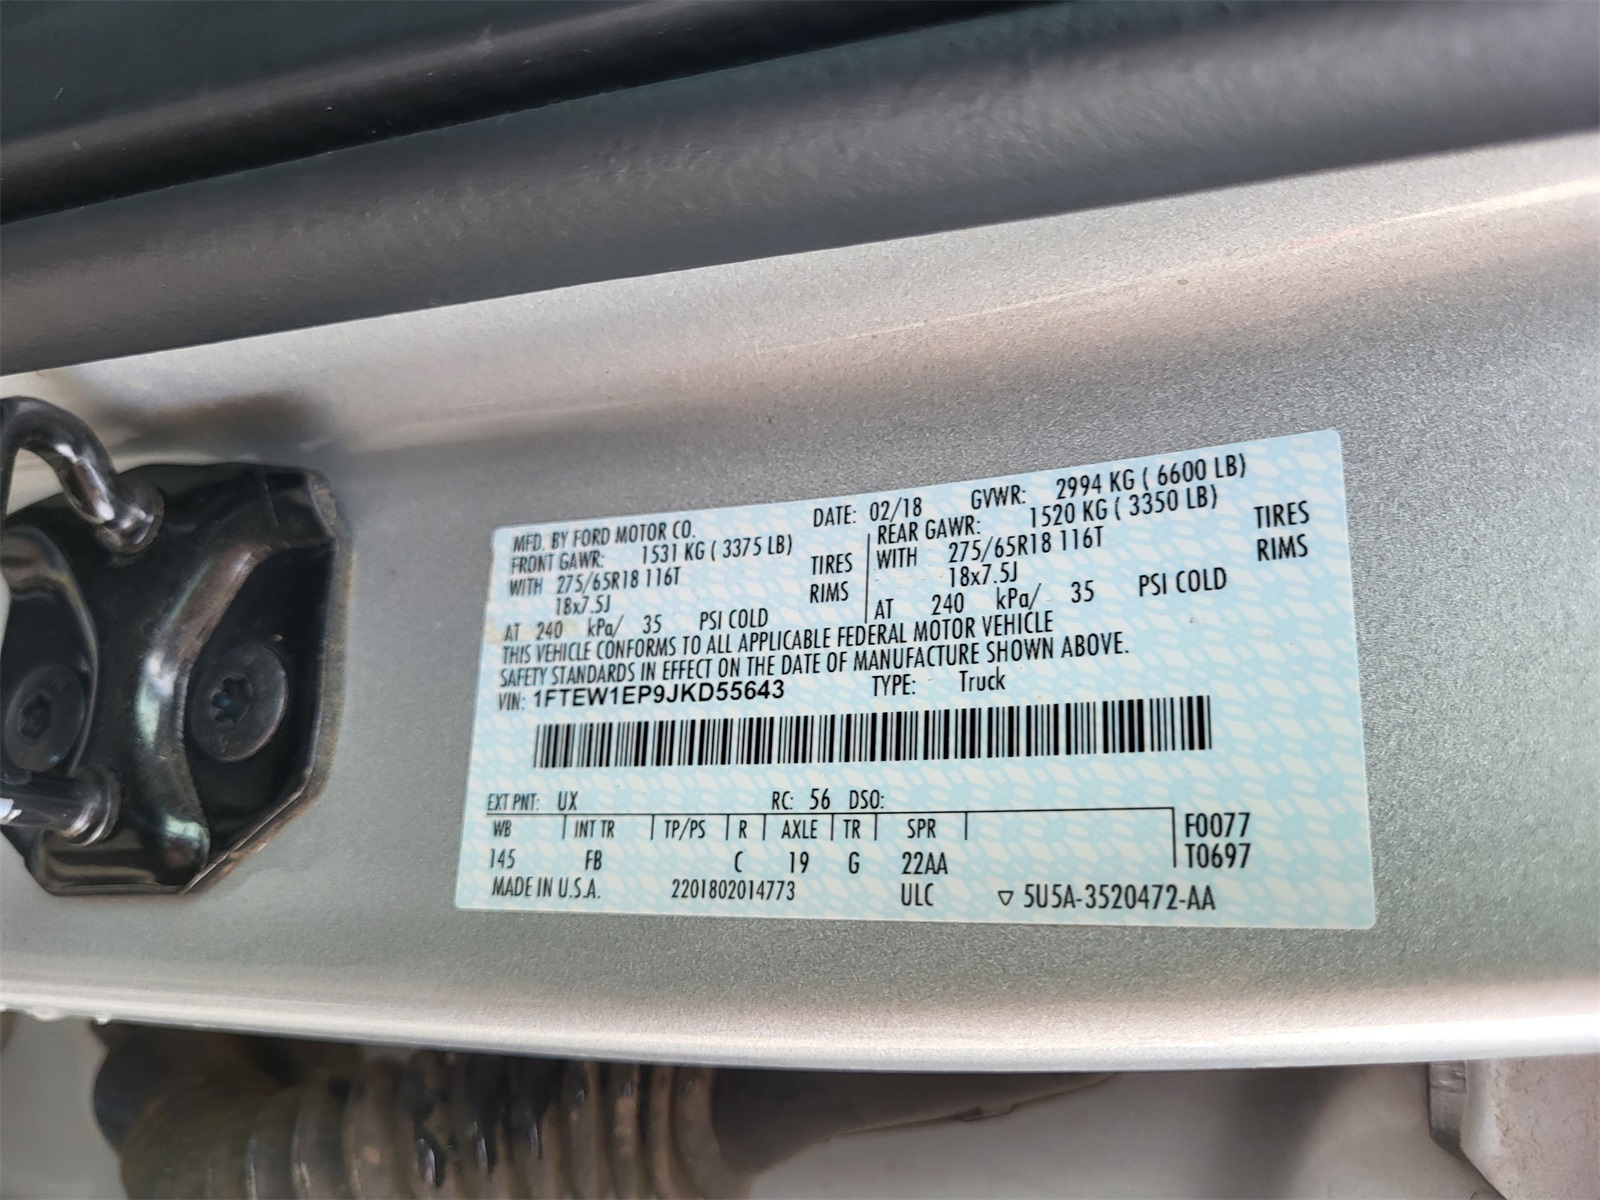 MFD. BY FORD MOTOR CO. DATE: 02/18 GVWR: 2994 KG ( 6600 LB)
FRONT GAWR: 1531 KG ( 3375 LB) REAR GAWR: 1520 KG ( 3350 LB)
WITH 275/65R18 116T TIRES WITH 275/65R18 116T TIRES
18x7.5J RIMS 18x7.5J RIMS
AT 240 kPa/ 35 PSI COLD AT 240 kPa/ 35 PSI COLD
THIS VEHICLE CONFORMS TO ALL APPLICABLE FEDERAL MOTOR VEHICLE
SAFETY STANDARDS IN EFFECT ON THE DATE OF MANUFACTURE SHOWN ABOVE.
VIN: 1FTEW1EP9JKD55643 TYPE: Truck
EXT PNT: UX RC: 56 DSO:
WB INT TR TP/PS R AXLE TR SPR F0077
145 FB C 19 G 22AA T0697
MADE IN U.S.A. 2201802014773 ULC ▽ 5U5A-3520472-AA